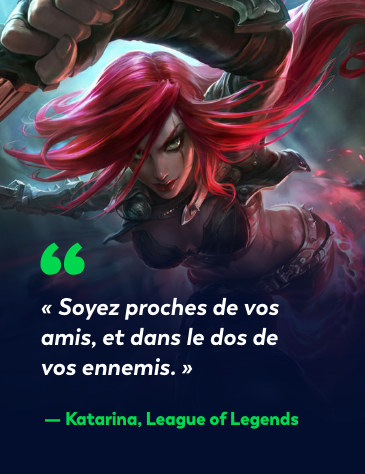 « Soyez proches de vos
amis, et dans le dos de
vos ennemis. »
— Katarina, League of Legends